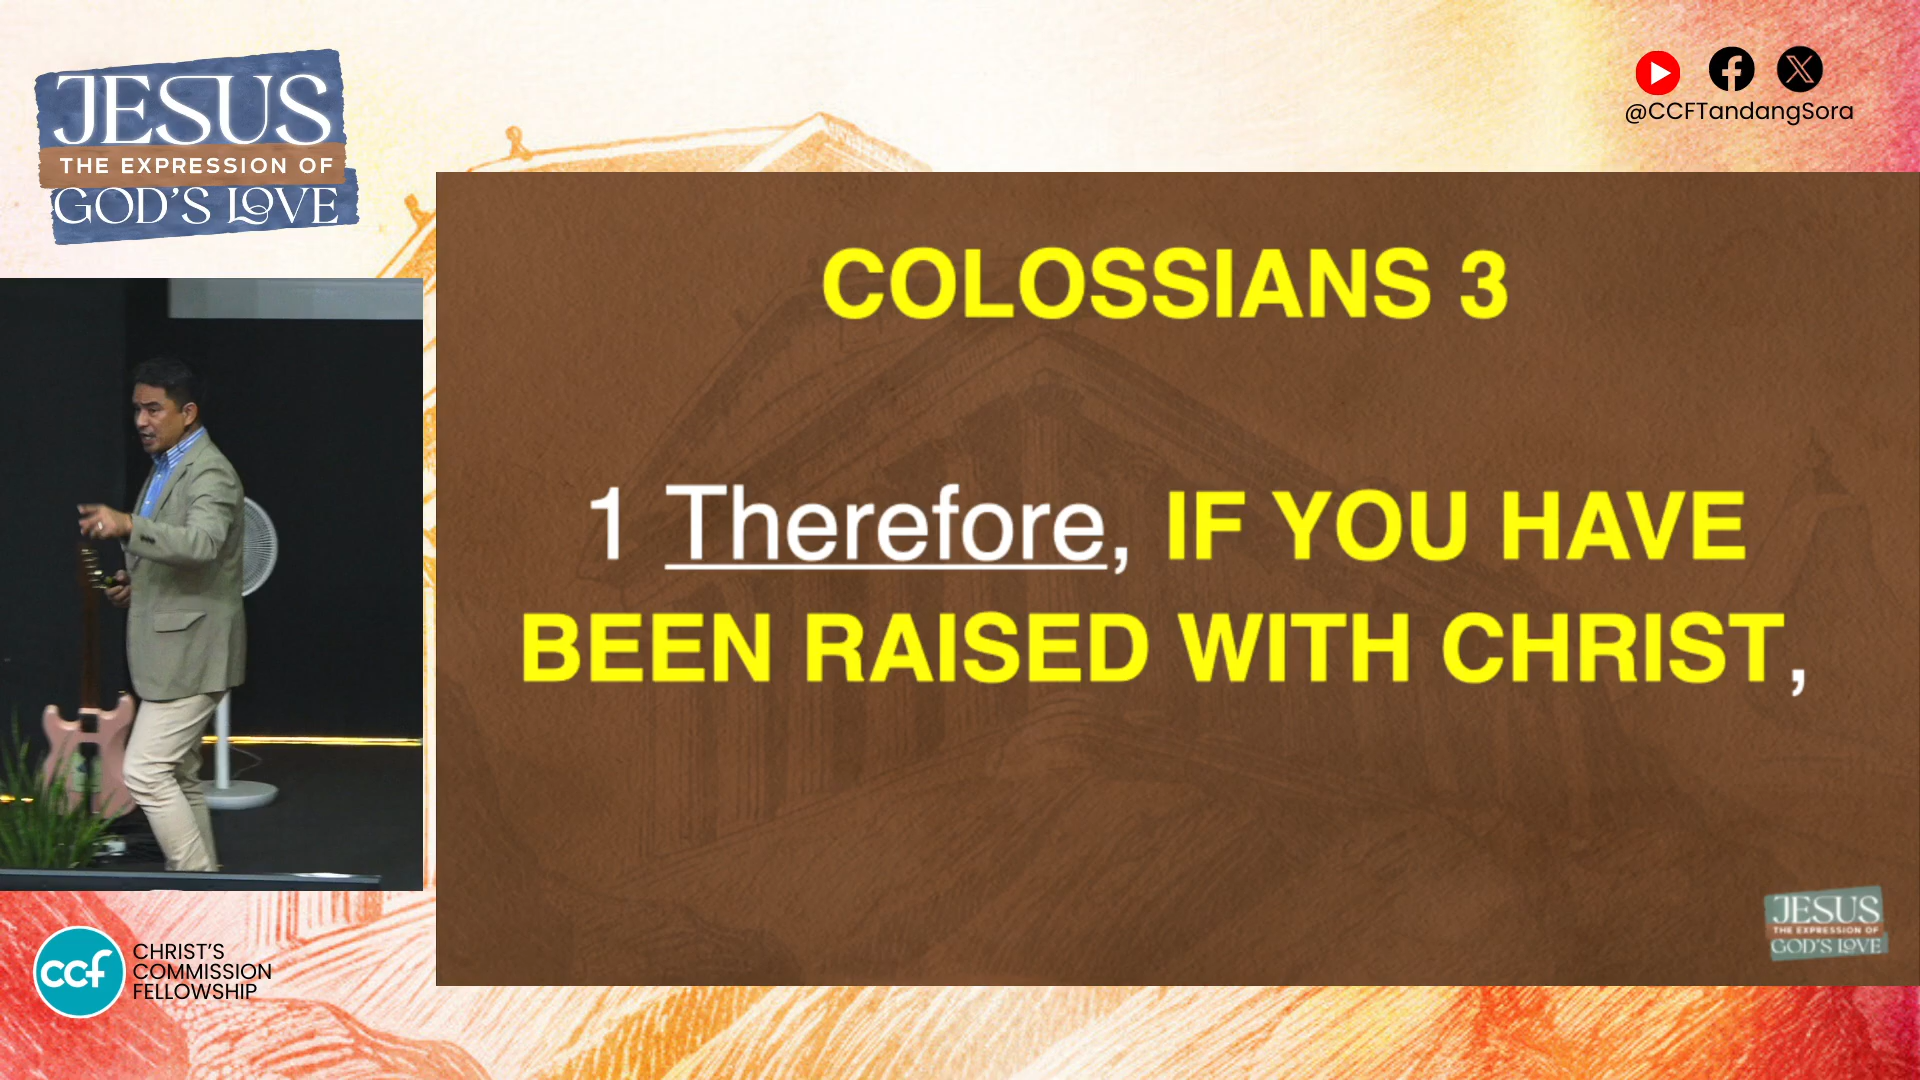 JESUS
THE EXPRESSION OF
GOD'S LOVE
@CCFTandangSora
COLOSSIANS 3
1 Therefore, IF YOU HAVE
BEEN RAISED WITH CHRIST,
JESUS
THE EXPRESSION OF
GOD'S LOVE
ccf
CHRIST'S
COMMISSION
FELLOWSHIP